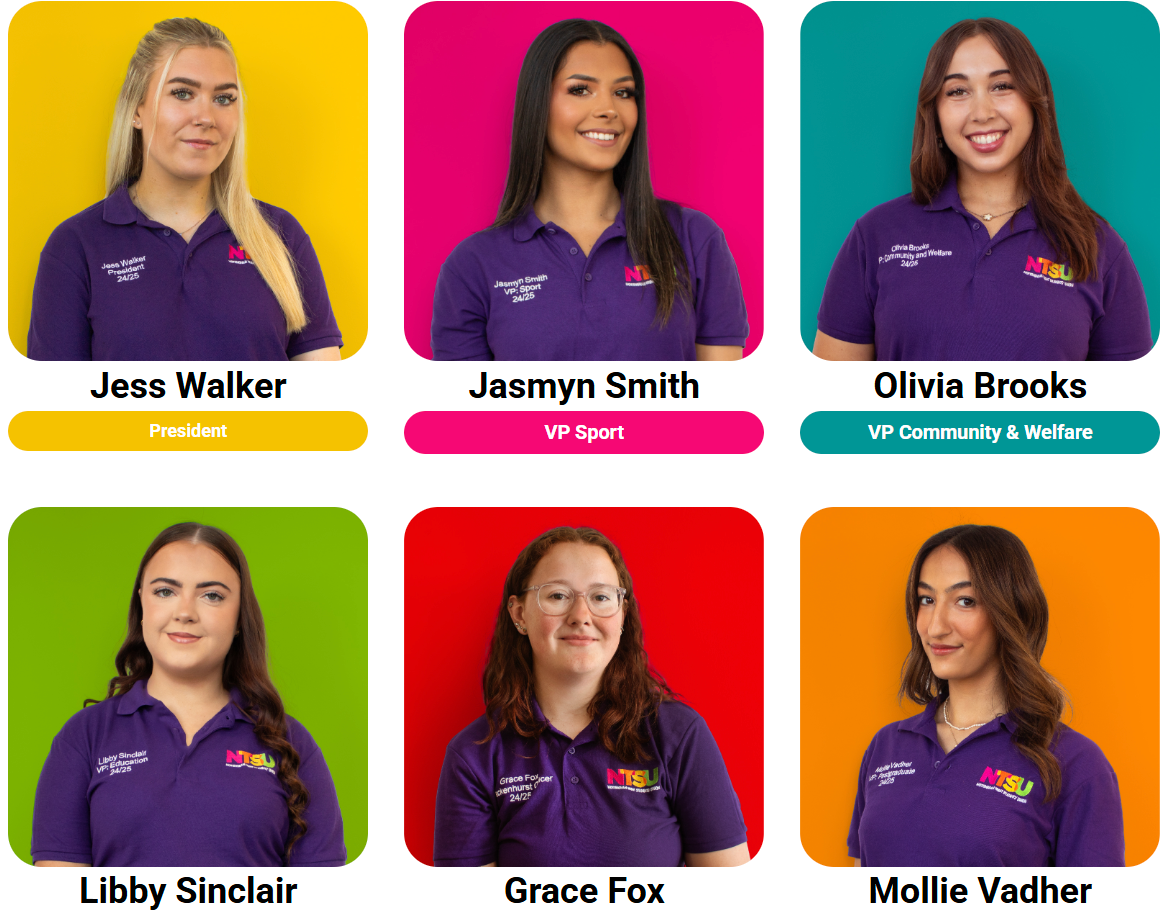 Jess Walker
President
24/25
NTSU
Jasmyn Smith
VP: Sport
24/25
NTSU
Olivia Brooks
P: Community and Welfare
24/25
NTSU
Jess Walker
Jasmyn Smith
Olivia Brooks
President
VP Sport
VP Community & Welfare
Libby Sinclair
VP: Education
24/25
NTSU
Grace Fox
24/25
NTSU
Mollie Vadher
VP: Postgraduate
24/25
NTSU
Libby Sinclair
Grace Fox
Mollie Vadher